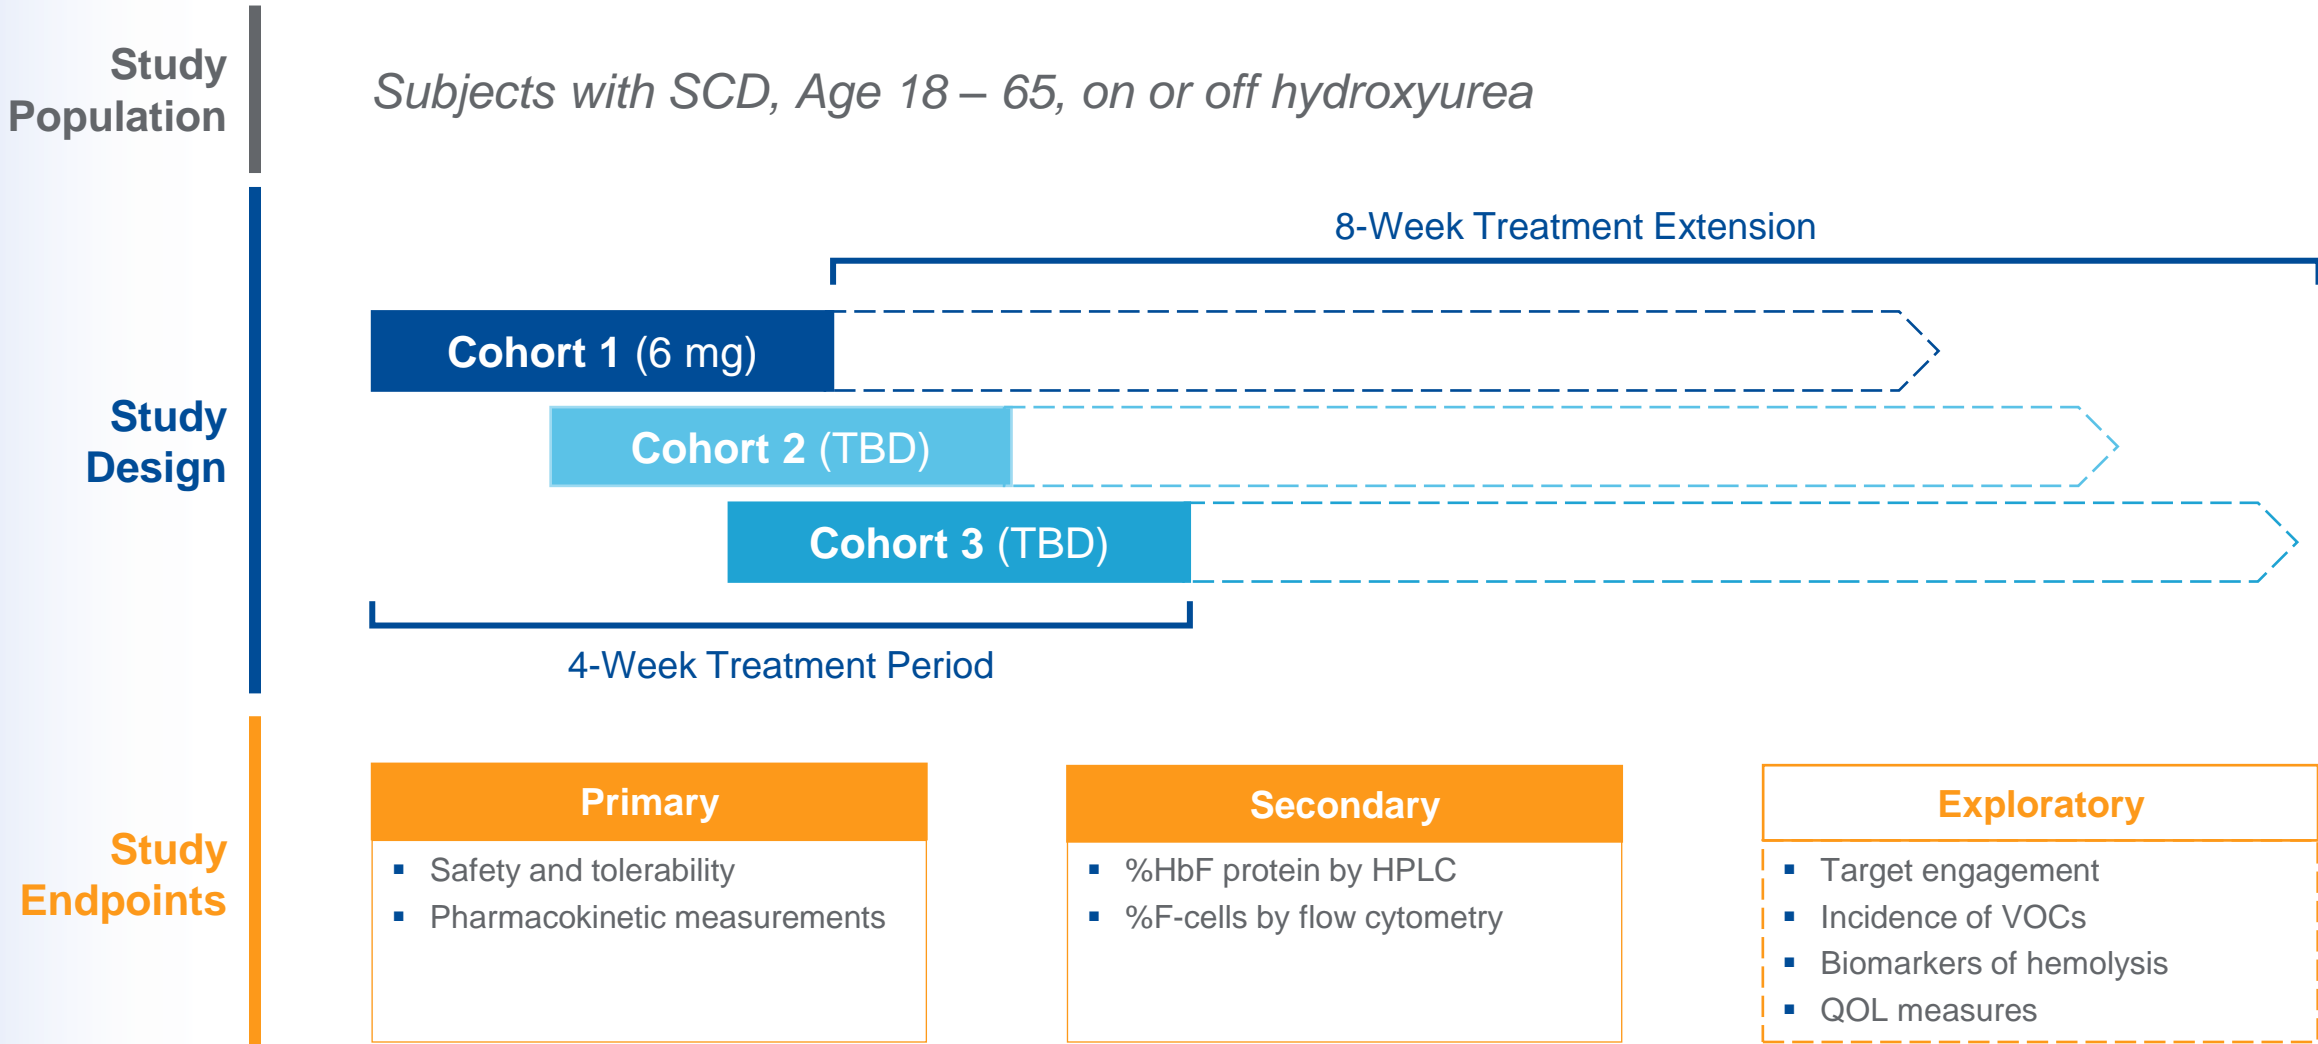 Study
Population
Subjects with SCD, Age 18 – 65, on or off hydroxyurea
Study
Design
8-Week Treatment Extension
Cohort 1 (6 mg)
Cohort 2 (TBD)
Cohort 3 (TBD)
4-Week Treatment Period
Study
Endpoints
Primary
▪ Safety and tolerability
▪ Pharmacokinetic measurements
Secondary
▪ %HbF protein by HPLC
▪ %F-cells by flow cytometry
Exploratory
▪ Target engagement
▪ Incidence of VOCs
▪ Biomarkers of hemolysis
▪ QOL measures